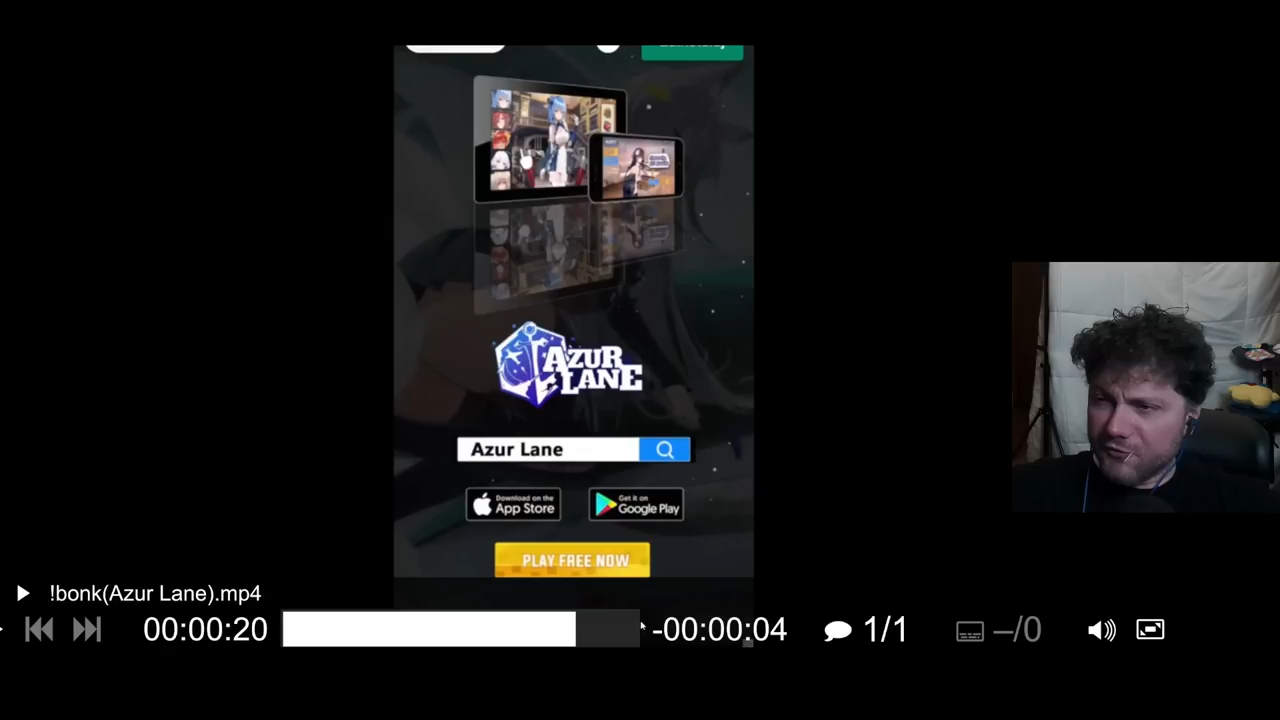 AZUR
LANE
Azur Lane
Download on the
App Store
Get it on
Google Play
PLAY FREE NOW
!bonk(Azur Lane).mp4
00:00:20
-00:00:04
1/1
–/0